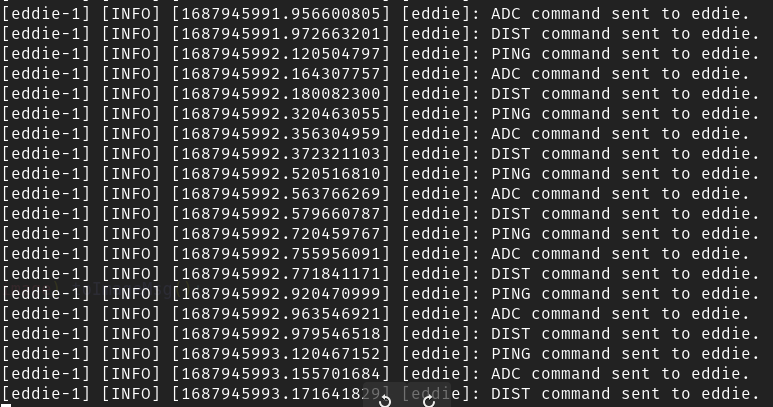 [eddie-1] [INFO] [1687945991.956600805] [eddie]: ADC command sent to eddie.
[eddie-1] [INFO] [1687945991.972663201] [eddie]: DIST command sent to eddie.
[eddie-1] [INFO] [1687945992.120504797] [eddie]: PING command sent to eddie.
[eddie-1] [INFO] [1687945992.164307757] [eddie]: ADC command sent to eddie.
[eddie-1] [INFO] [1687945992.180082300] [eddie]: DIST command sent to eddie.
[eddie-1] [INFO] [1687945992.320463055] [eddie]: PING command sent to eddie.
[eddie-1] [INFO] [1687945992.356304959] [eddie]: ADC command sent to eddie.
[eddie-1] [INFO] [1687945992.372321103] [eddie]: DIST command sent to eddie.
[eddie-1] [INFO] [1687945992.520516810] [eddie]: PING command sent to eddie.
[eddie-1] [INFO] [1687945992.563766269] [eddie]: ADC command sent to eddie.
[eddie-1] [INFO] [1687945992.579660787] [eddie]: DIST command sent to eddie.
[eddie-1] [INFO] [1687945992.720459767] [eddie]: PING command sent to eddie.
[eddie-1] [INFO] [1687945992.755956091] [eddie]: ADC command sent to eddie.
[eddie-1] [INFO] [1687945992.771841171] [eddie]: DIST command sent to eddie.
[eddie-1] [INFO] [1687945992.920470999] [eddie]: PING command sent to eddie.
[eddie-1] [INFO] [1687945992.963546921] [eddie]: ADC command sent to eddie.
[eddie-1] [INFO] [1687945992.979546518] [eddie]: DIST command sent to eddie.
[eddie-1] [INFO] [1687945993.120467152] [eddie]: PING command sent to eddie.
[eddie-1] [INFO] [1687945993.155701684] [eddie]: ADC command sent to eddie.
[eddie-1] [INFO] [1687945993.171641829] [eddie]: DIST command sent to eddie.